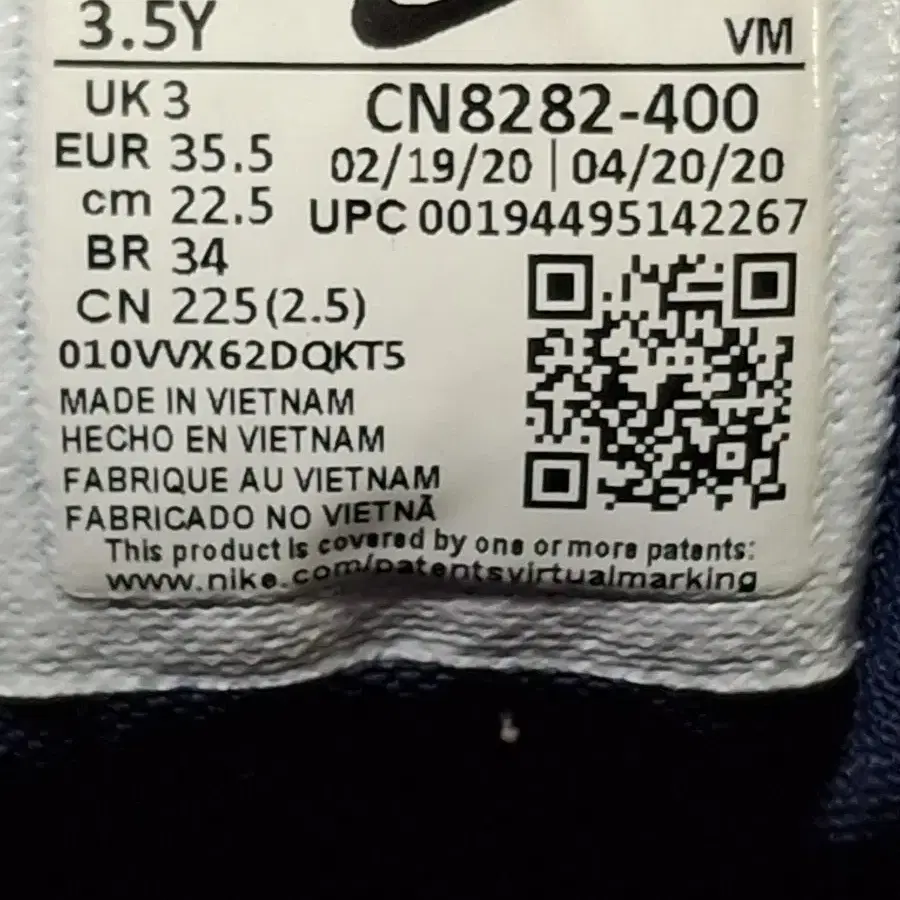 3.5Y VM
UK 3
EUR 35.5
cm 22.5
BR 34
CN 225(2.5)
CN8282-400
02/19/20 | 04/20/20
UPC 00194495142267
010VVX62DQKT5
MADE IN VIETNAM
HECHO EN VIETNAM
FABRIQUE AU VIETNAM
FABRICADO NO VIETNÃ
This product is covered by one or more patents:
www.nike.com/patentsvirtualmarking